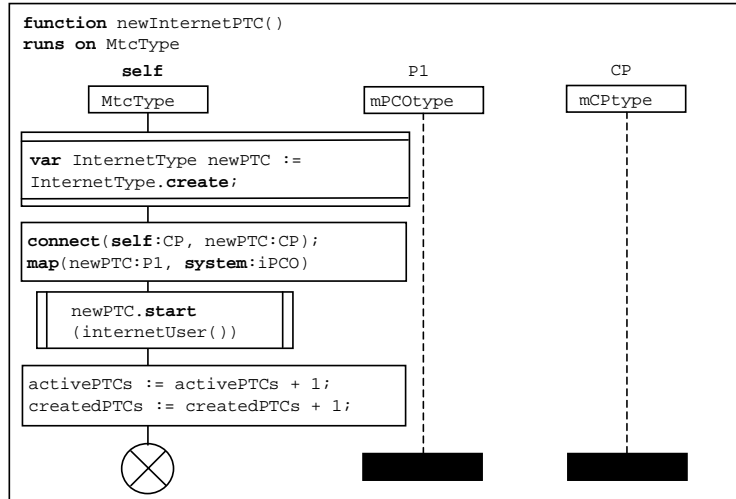 function newInternetPTC()
runs on MtcType
self P1 CP
MtcType mPCOtype mCPtype
var InternetType newPTC :=
InternetType.create;
connect(self:CP, newPTC:CP);
map(newPTC:P1, system:iPCO)
newPTC.start
(internetUser())
activePTCs := activePTCs + 1;
createdPTCs := createdPTCs + 1;